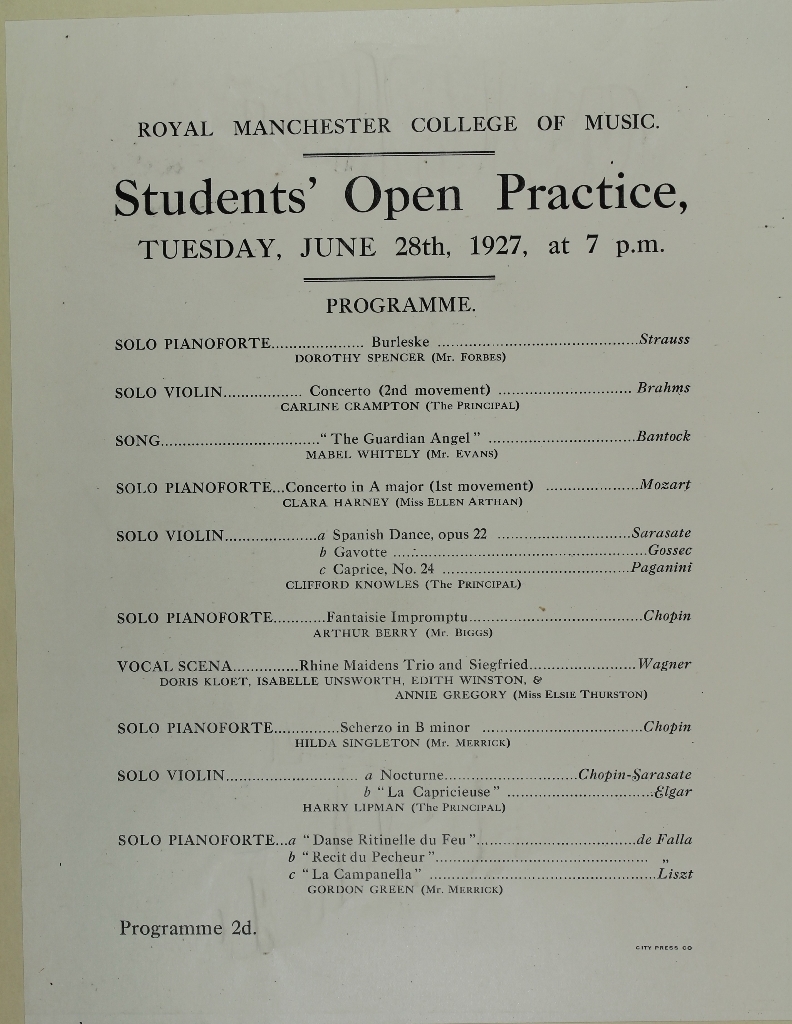 ROYAL MANCHESTER COLLEGE OF MUSIC.
Students' Open Practice,
TUESDAY, JUNE 28th, 1927, at 7 p.m.
PROGRAMME.
SOLO PIANOFORTE.................... Burleske ............................................Strauss
DOROTHY SPENCER (Mr. FORBES)
SOLO VIOLIN................. Concerto (2nd movement) ............................. Brahms
CARLINE CRAMPTON (The PRINCIPAL)
SONG...................................“ The Guardian Angel ” ................................Bantock
MABEL WHITELY (Mr. EVANS)
SOLO PIANOFORTE...Concerto in A major (1st movement) ....................Mozart
CLARA HARNEY (Miss ELLEN ARTHAN)
SOLO VIOLIN....................a Spanish Dance, opus 22 .............................Sarasate
b Gavotte .......................................................Gossec
c Caprice, No. 24 .........................................Paganini
CLIFFORD KNOWLES (The PRINCIPAL)
SOLO PIANOFORTE...........Fantaisie Impromptu......................................Chopin
ARTHUR BERRY (Mr. BIGGS)
VOCAL SCENA..............Rhine Maidens Trio and Siegfried.......................Wagner
DORIS KLOET, ISABELLE UNSWORTH, EDITH WINSTON, &
ANNIE GREGORY (Miss ELSIE THURSTON)
SOLO PIANOFORTE..............Scherzo in B minor ...................................Chopin
HILDA SINGLETON (Mr. MERRICK)
SOLO VIOLIN............................. a Nocturne.............................Chopin-Sarasate
b “ La Capricieuse ” ................................Elgar
HARRY LIPMAN (The PRINCIPAL)
SOLO PIANOFORTE...a “ Danse Ritinelle du Feu ”...................................de Falla
b “ Recit du Pecheur ”............................................... „
c “ La Campanella ” .................................................Liszt
GORDON GREEN (Mr. MERRICK)
Programme 2d.
CITY PRESS CO